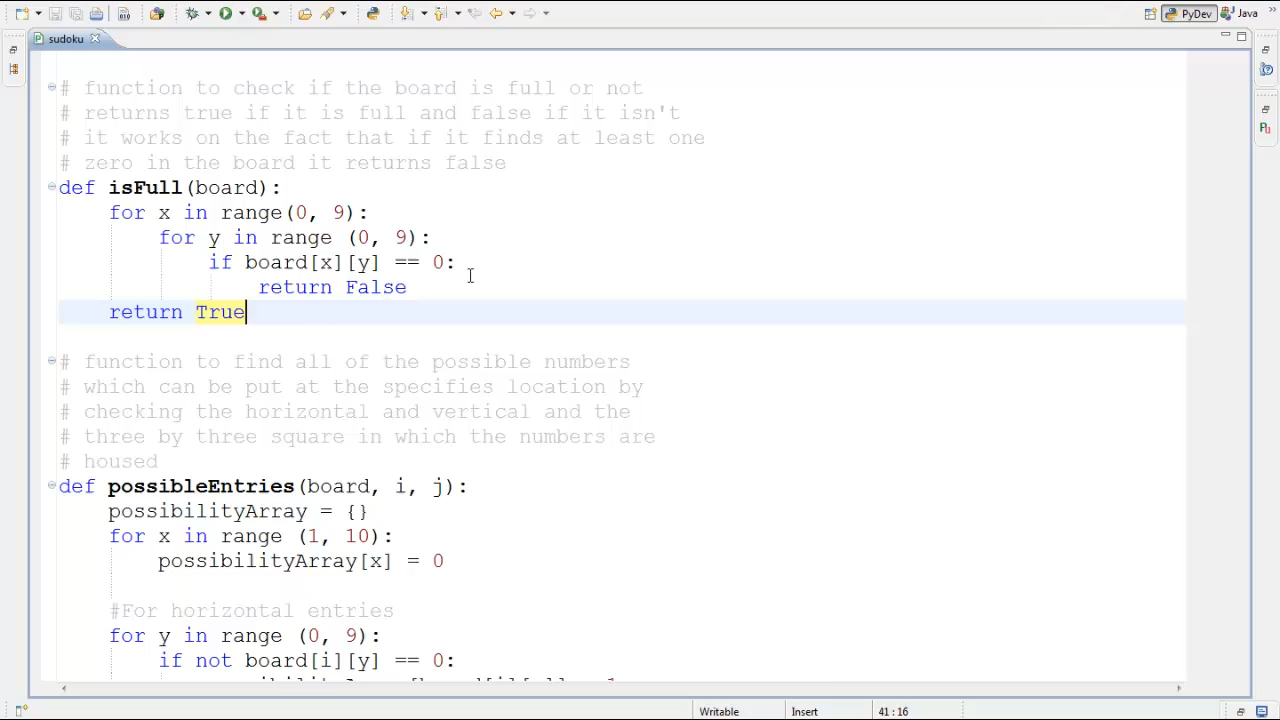 PyDev
Java
sudoku
# function to check if the board is full or not
# returns true if it is full and false if it isn't
# it works on the fact that if it finds at least one
# zero in the board it returns false
def isFull(board):
for x in range(0, 9):
for y in range (0, 9):
if board[x][y] == 0:
return False
return True
# function to find all of the possible numbers
# which can be put at the specifies location by
# checking the horizontal and vertical and the
# three by three square in which the numbers are
# housed
def possibleEntries(board, i, j):
possibilityArray = {}
for x in range (1, 10):
possibilityArray[x] = 0
#For horizontal entries
for y in range (0, 9):
if not board[i][y] == 0:
Writable
Insert
41 : 16